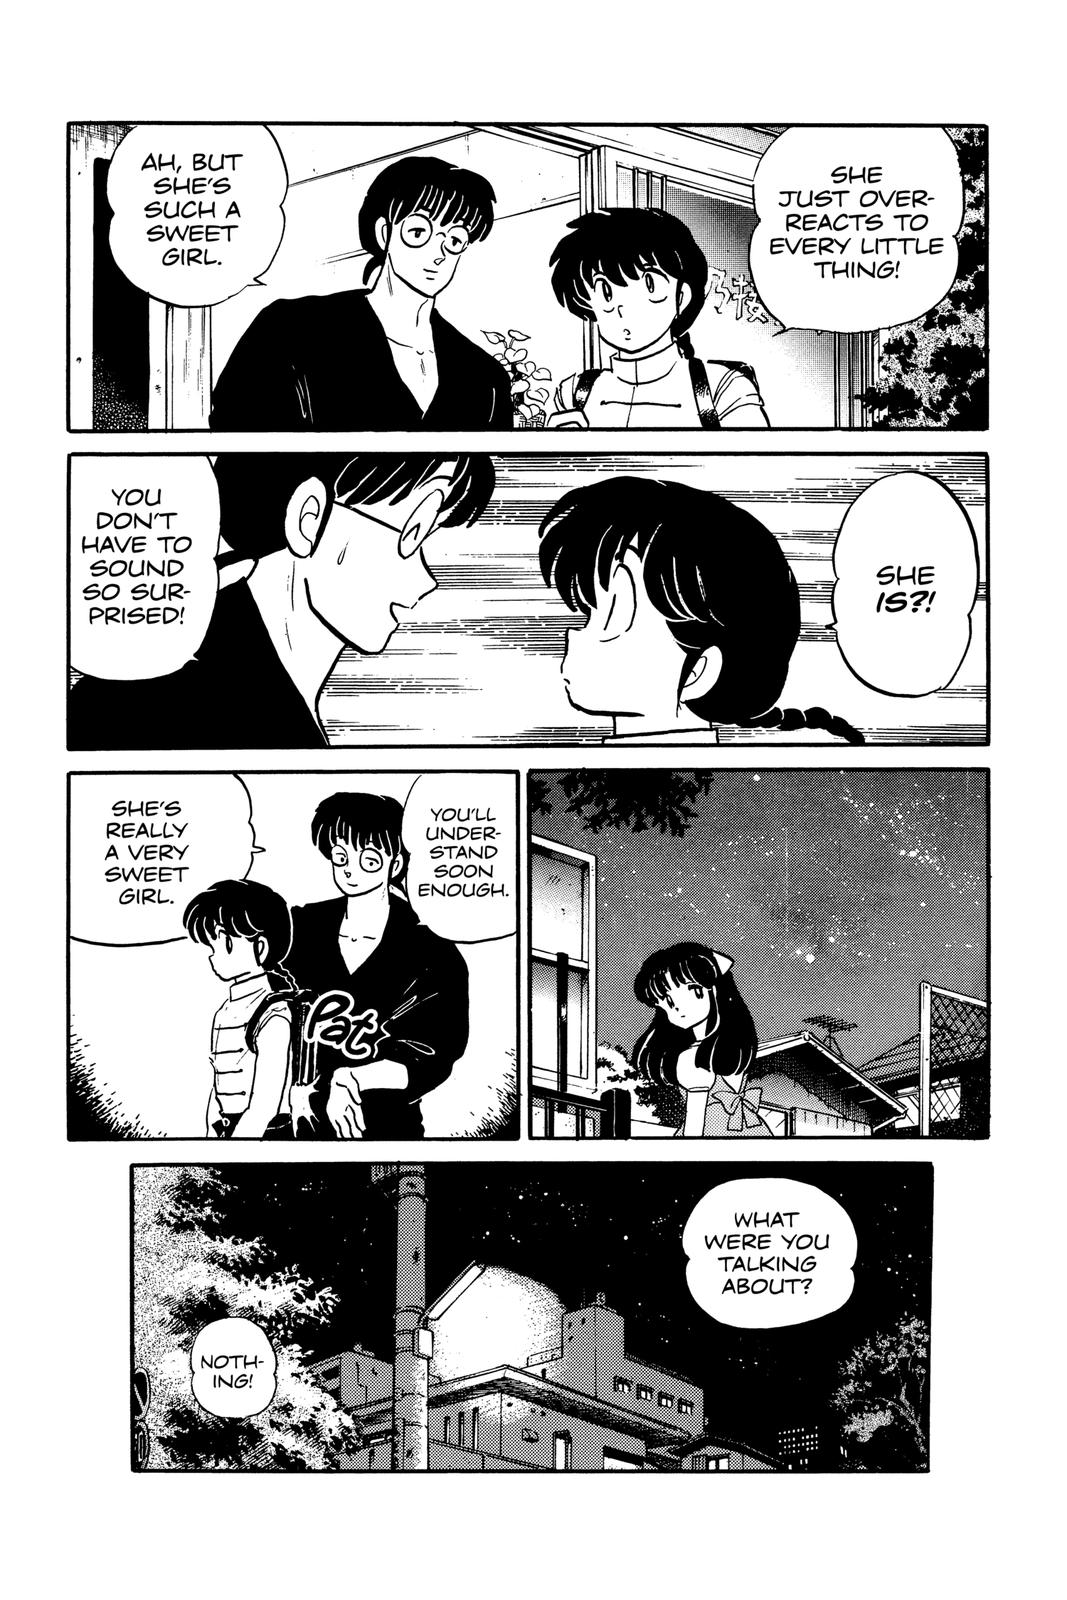 SHE
JUST OVER-
REACTS TO
EVERY LITTLE
THING!
AH, BUT
SHE'S
SUCH A
SWEET
GIRL.
SHE
IS?!
YOU
DON'T
HAVE TO
SOUND
SO SUR-
PRISED!
YOU'LL
UNDER-
STAND
SOON
ENOUGH.
SHE'S
REALLY
A VERY
SWEET
GIRL.
Pat
WHAT
WERE YOU
TALKING
ABOUT?
NOTH-
ING!